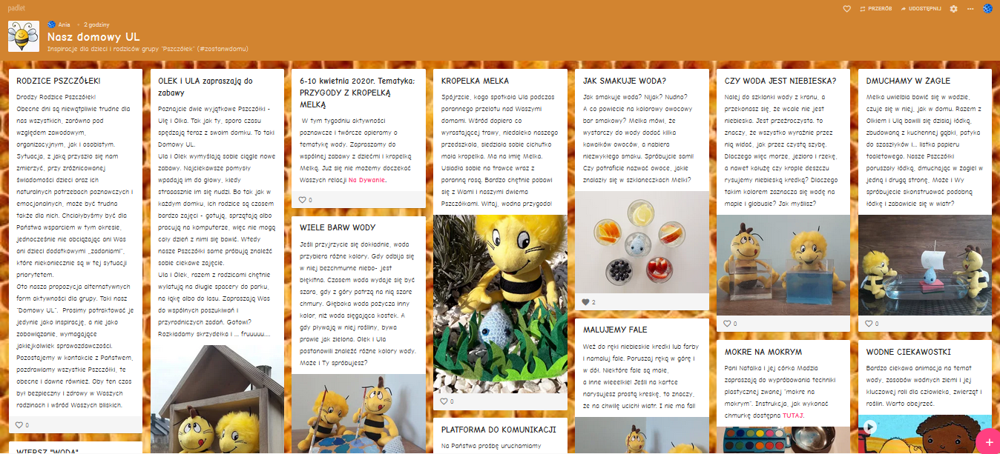 padlet
PRZERÓB
UDOSTĘPNIJ
Ania
2 godziny
Nasz domowy UL
Inspiracje dla dzieci i rodziców grupy "Pszczółek" (#zostanwdomu)
RODZICE PSZCZÓŁEK!
Drodzy Rodzice Pszczółek!
Obecne dni są niewątpliwie trudne dla
nas wszystkich, zarówno pod
względem zawodowym,
organizacyjnym, jak i osobistym.
Sytuacja, z jaką przyszło się nam
zmierzyć, przy zróżnicowanej
świadomości dzieci oraz ich
naturalnych potrzebach poznawczych i
emocjonalnych, może być trudna
także dla nich. Chciałybyśmy być dla
Państwa wsparciem w tym okresie,
jednocześnie nie obciążając ani Was
ani dzieci dodatkowymi „zadaniami",
które niekoniecznie są w tej sytuacji
priorytetem.
Oto nasza propozycja alternatywnych
form aktywności dla grupy. Taki nasz
"Domowy UL". Prosimy potraktować je
jedynie jako inspirację, a nie jako
zobowiązanie, wymagające
jakiejkolwiek sprawozdawczości.
Pozostajemy w kontakcie z Państwem,
pozdrawiamy wszystkie Pszczółki, te
obecne i dawne również. Oby ten czas
był bezpieczny i zdrowy w Waszych
rodzinach i wśród Waszych bliskich.
0
WIERSZ "WODA"
OLEK i ULA zapraszają do
zabawy
Poznajcie dwie wyjątkowe Pszczółki -
Ulę i Olka. Tak jak ty, sporo czasu
spędzają teraz z swoim domku. To taki
Domowy UL.
Ula i Olek wymyślają sobie ciągle nowe
zabawy. Najciekawsze pomysły
wpadają im do głowy, kiedy
straaasznie im się nudzi. Bo tak jak w
każdym domku, ich rodzice są czasem
bardzo zajęci - gotują, sprzątają albo
pracują na komputerze, więc nie mogą
cały dzień z nimi się bawić. Wtedy
nasze Pszczółki same próbują znaleźć
sobie ciekawe zajęcie.
Ula i Olek, razem z rodzicami chętnie
wylatują na długie spacery do parku,
na łąkę albo do lasu. Zapraszają Was
do wspólnych poszukiwań i
przyrodniczych zadań. Gotowi?
Rozkładamy skrzydełka i ... fruuuuu....
6-10 kwietnia 2020r. Tematyka:
PRZYGODY Z KROPELKĄ
MELKĄ
W tym tygodniu aktywności
poznawcze i twórcze opieramy o
tematykę wody. Zapraszamy do
wspólnej zabawy z dziećmi i kropelką
Melką. Już się nie możemy doczekać
Waszych relacji Na Dywanie.
0
WIELE BARW WODY
Jeśli przyjrzycie się dokładnie, woda
przybiera różne kolory. Gdy odbija się
w niej bezchmurne niebo- jest
błękitna. Czasem woda wydaje się być
szara, gdy z góry patrzą na nią szare
chmury. Głęboka woda pożycza inny
kolor, niż woda sięgająca kostek. A
gdy pływają w niej rośliny, bywa
prawie jak zielona. Olek i Ula
postanowili znaleźć różne kolory wody.
Może i Ty spróbujesz?
KROPELKA MELKA
Spójrzcie, kogo spotkała Ula podczas
porannego przelotu nad Waszymi
domami. Wśród dopiero co
wyrastającej trawy, niedaleko naszego
przedszkola, siedziała sobie cichutko
mała kropelka. Ma na imię Melka.
Usiadła sobie na trawce wraz z
poranną rosą. Bardzo chętnie pobawi
się z Wami i naszymi dwiema
Pszczółkami. Witaj, wodna przygodo!
0
PLATFORMA DO KOMUNIKACJI
Na Państwa prośbę uruchamiamy
JAK SMAKUJE WODA?
Jak smakuje woda? Nijak? Nudno?
A co powiecie na kolorowy owocowy
bar smakowy? Melka mówi, że
wystarczy do wody dodać kilka
kawałków owoców, a nabiera
niezwykłego smaku. Spróbujcie sami!
Czy potraficie nazwać owoce, jakie
znalazły się w szklaneczkach Melki?
2
MALUJEMY FALE
Weź do ręki niebieskie kredki lub farby
i namaluj fale. Poruszaj ręką w górę i
w dół. Niektóre fale są małe,
a inne wieeelkie! Jeśli na kartce
narysujesz prostą kreskę, to znaczy,
że na chwilę ucichł wiatr. I nie ma fal!
CZY WODA JEST NIEBIESKA?
Nalej do szklanki wody z kranu, a
przekonasz się, że wcale nie jest
niebieska. Jest przeźroczysta. to
znaczy, że wszystko wyraźnie przez
nią widać, jak przez czystą szybę.
Dlaczego więc morze, jezioro i rzekę,
a nawet kałużę czy krople deszczu
rysujemy niebieską kredką? Dlaczego
takim kolorem zaznacza się wodę na
mapie i globusie? Jak myślisz?
0
MOKRE NA MOKRYM
Pani Natalka i jej córka Madzia
zapraszają do wypróbowania techniki
plastycznej zwanej "mokre na
mokrym". Instrukcja, jak wykonać
chmurkę dostępna TUTAJ.
DMUCHAMY W ŻAGLE
Melka uwielbia bawić się w wodzie,
czuje się w niej, jak w domu. Razem z
Olkiem i Ulą bawili się dzisiaj łódką,
zbudowaną z kuchennej gąbki, patyka
do szaszłyków i... listka papieru
toaletowego. Nasze Pszczółki
poruszały łódką, dmuchając w żagiel w
jedną i drugą stronę, Może i Wy
spróbujecie skonstruować podobną
łódkę i zabawicie się w wiatr?
0
WODNE CIEKAWOSTKI
Bardzo ciekawa animacja na temat
wody, zasobów wodnych ziemi i jej
kluczowej roli dla człowieka, zwierząt i
roślin. Warto obejrzeć.